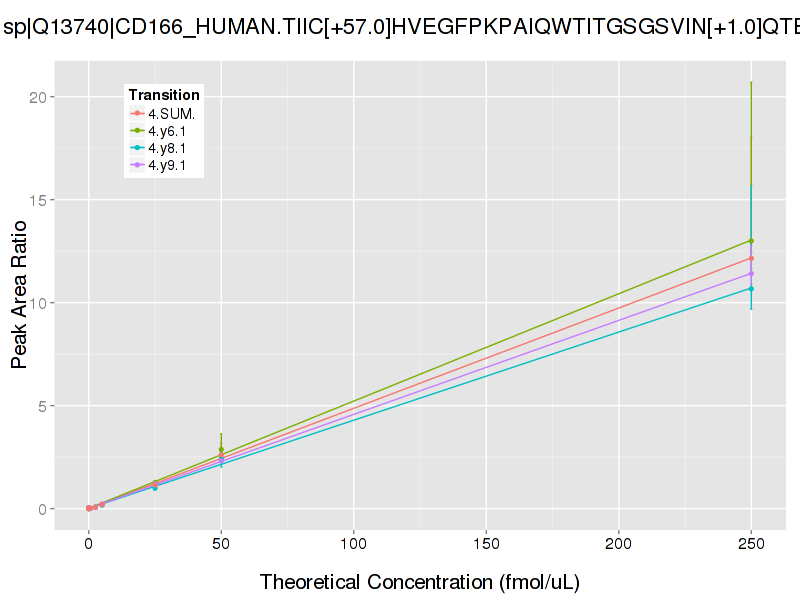 sp|Q13740|CD166_HUMAN.TIIC[+57.0]HVEGFPKPAIQWTITGSGSVIN[+1.0]QTE
Transition
4.SUM.
4.y6.1
4.y8.1
4.y9.1
20
15
10
5
0
0 50 100 150 200 250
Peak Area Ratio
Theoretical Concentration (fmol/uL)